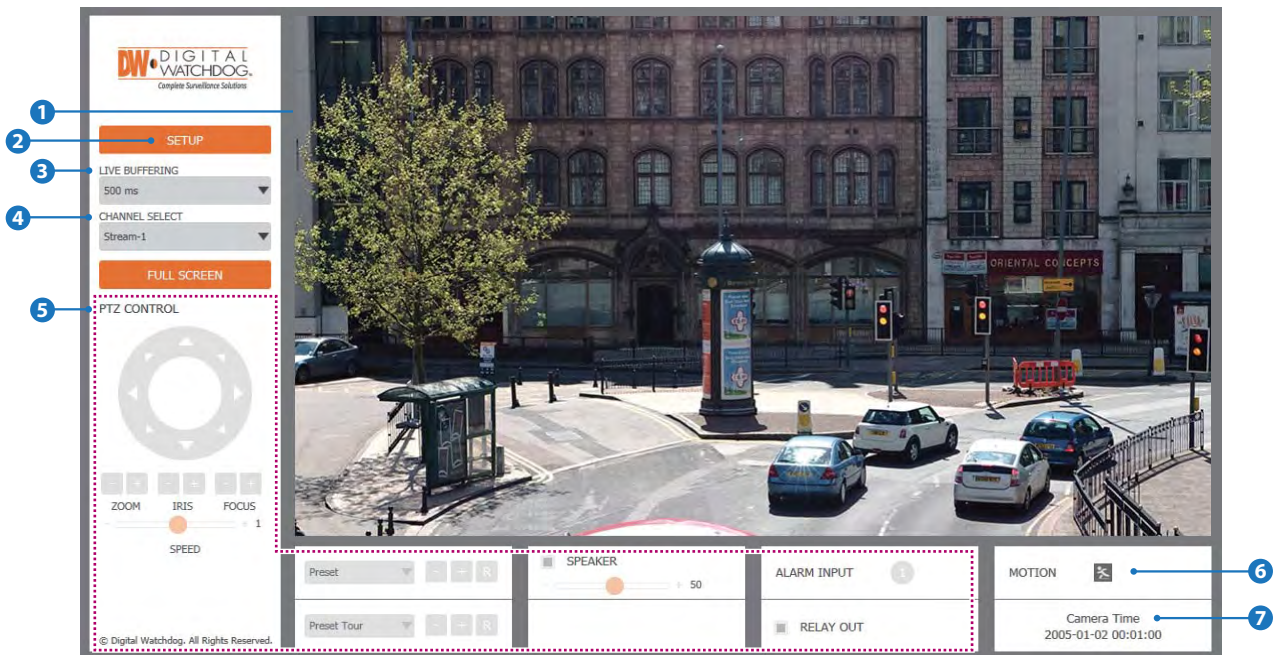 DW DIGITAL
WATCHDOG
Complete Surveillance Solutions
1
2
SETUP
3
LIVE BUFFERING
500 ms
4
CHANNEL SELECT
Stream-1
FULL SCREEN
5
PTZ CONTROL
- + - + - +
ZOOM IRIS FOCUS
- + 1
SPEED
© Digital Watchdog. All Rights Reserved.
ORIENTAL CONCEPTS
Preset - + R
Preset Tour - + R
SPEAKER
- + 50
ALARM INPUT 1
RELAY OUT
MOTION
6
Camera Time
2005-01-02 00:01:00
7